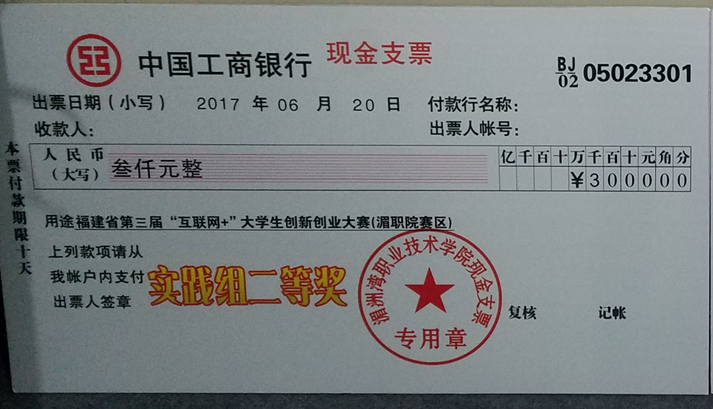 中国工商银行 现金支票
BJ
02 05023301
出票日期(小写) 2017 年 06 月 20 日 付款行名称:
收款人: 出票人帐号:
人民币
(大写) 叁仟元整
亿千百十万千百十元角分
¥300000
用途福建省第三届“互联网+”大学生创新创业大赛(湄职院赛区)
上列款项请从
我帐户内支付
出票人签章
实践组二等奖
湄洲湾职业技术学院现金支票
专用章
复核 记帐
本票付款期限十天